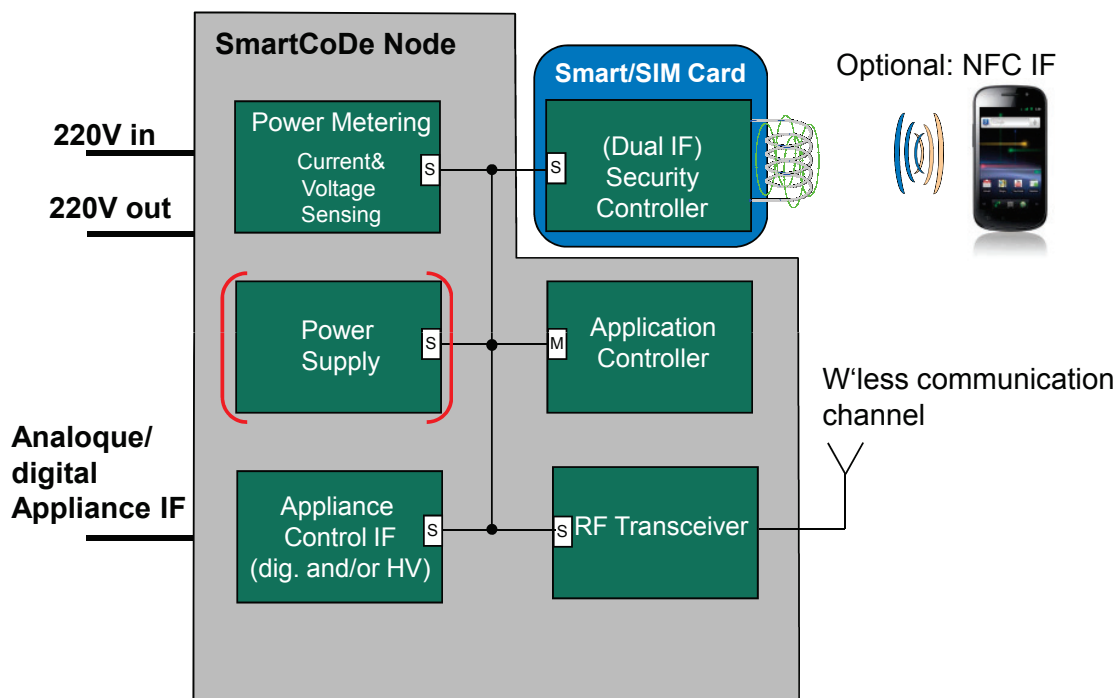 SmartCoDe Node
Smart/SIM Card
Optional: NFC IF
220V in
220V out
Power Metering
Current&
Voltage
Sensing
S
S
(Dual IF)
Security
Controller
Power
Supply
S
M
Application
Controller
W'less communication
channel
Analoque/
digital
Appliance IF
Appliance
Control IF
(dig. and/or HV)
S
S
RF Transceiver